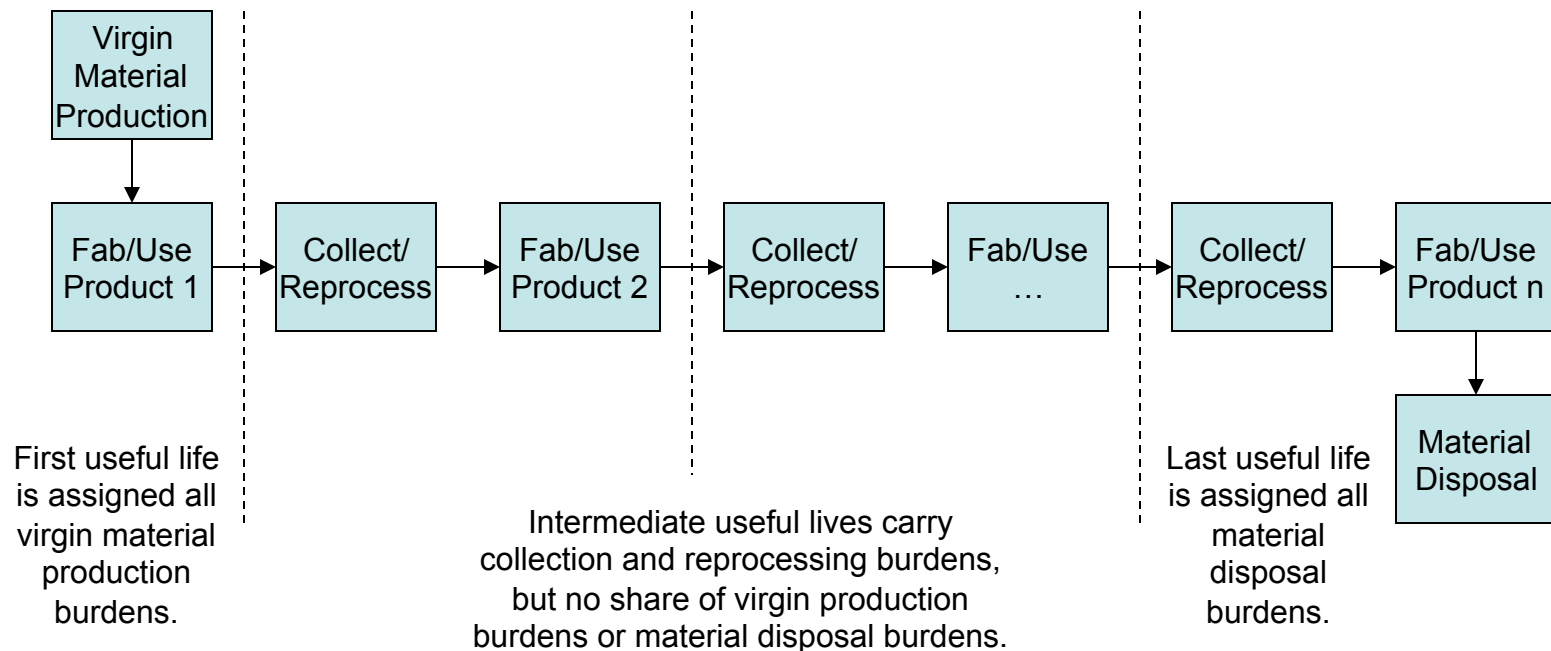 Virgin
Material
Production
Fab/Use
Product 1
Collect/
Reprocess
Fab/Use
Product 2
Collect/
Reprocess
Fab/Use
…
Collect/
Reprocess
Fab/Use
Product n
Material
Disposal
First useful life
is assigned all
virgin material
production
burdens.
Intermediate useful lives carry
collection and reprocessing burdens,
but no share of virgin production
burdens or material disposal burdens.
Last useful life
is assigned all
material
disposal
burdens.